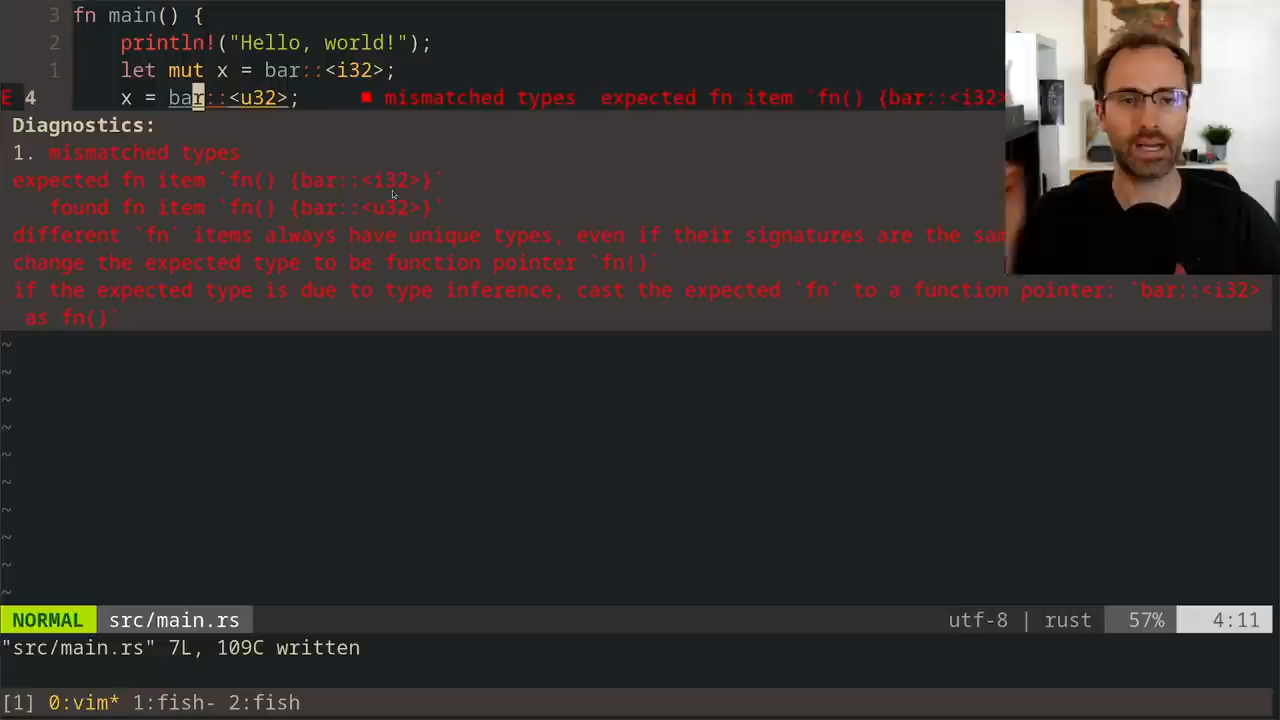 3 fn main() {
2 println!("Hello, world!");
1 let mut x = bar::<i32>;
E 4 x = bar::<u32>; ■ mismatched types expected fn item `fn() {bar::<i32>
Diagnostics:
1. mismatched types
expected fn item `fn() {bar::<i32>}`
found fn item `fn() {bar::<u32>}`
different `fn` items always have unique types, even if their signatures are the sam
change the expected type to be function pointer `fn()`
if the expected type is due to type inference, cast the expected `fn` to a function pointer: `bar::<i32>
as fn()`
~
~
~
~
~
~
~
~
~
~
NORMAL src/main.rs utf-8 | rust 57% 4:11
"src/main.rs" 7L, 109C written
[1] 0:vim* 1:fish- 2:fish